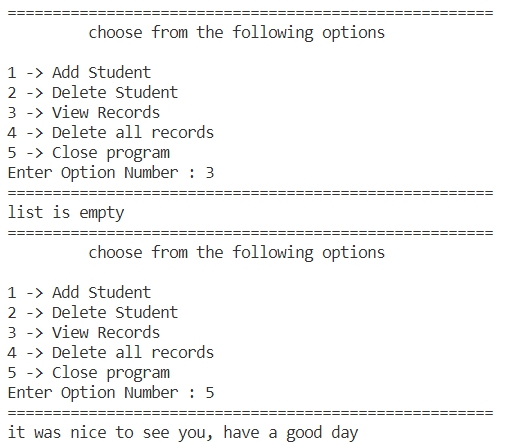 ======================================================
choose from the following options
1 -> Add Student
2 -> Delete Student
3 -> View Records
4 -> Delete all records
5 -> Close program
Enter Option Number : 3
======================================================
list is empty
======================================================
choose from the following options
1 -> Add Student
2 -> Delete Student
3 -> View Records
4 -> Delete all records
5 -> Close program
Enter Option Number : 5
======================================================
it was nice to see you, have a good day